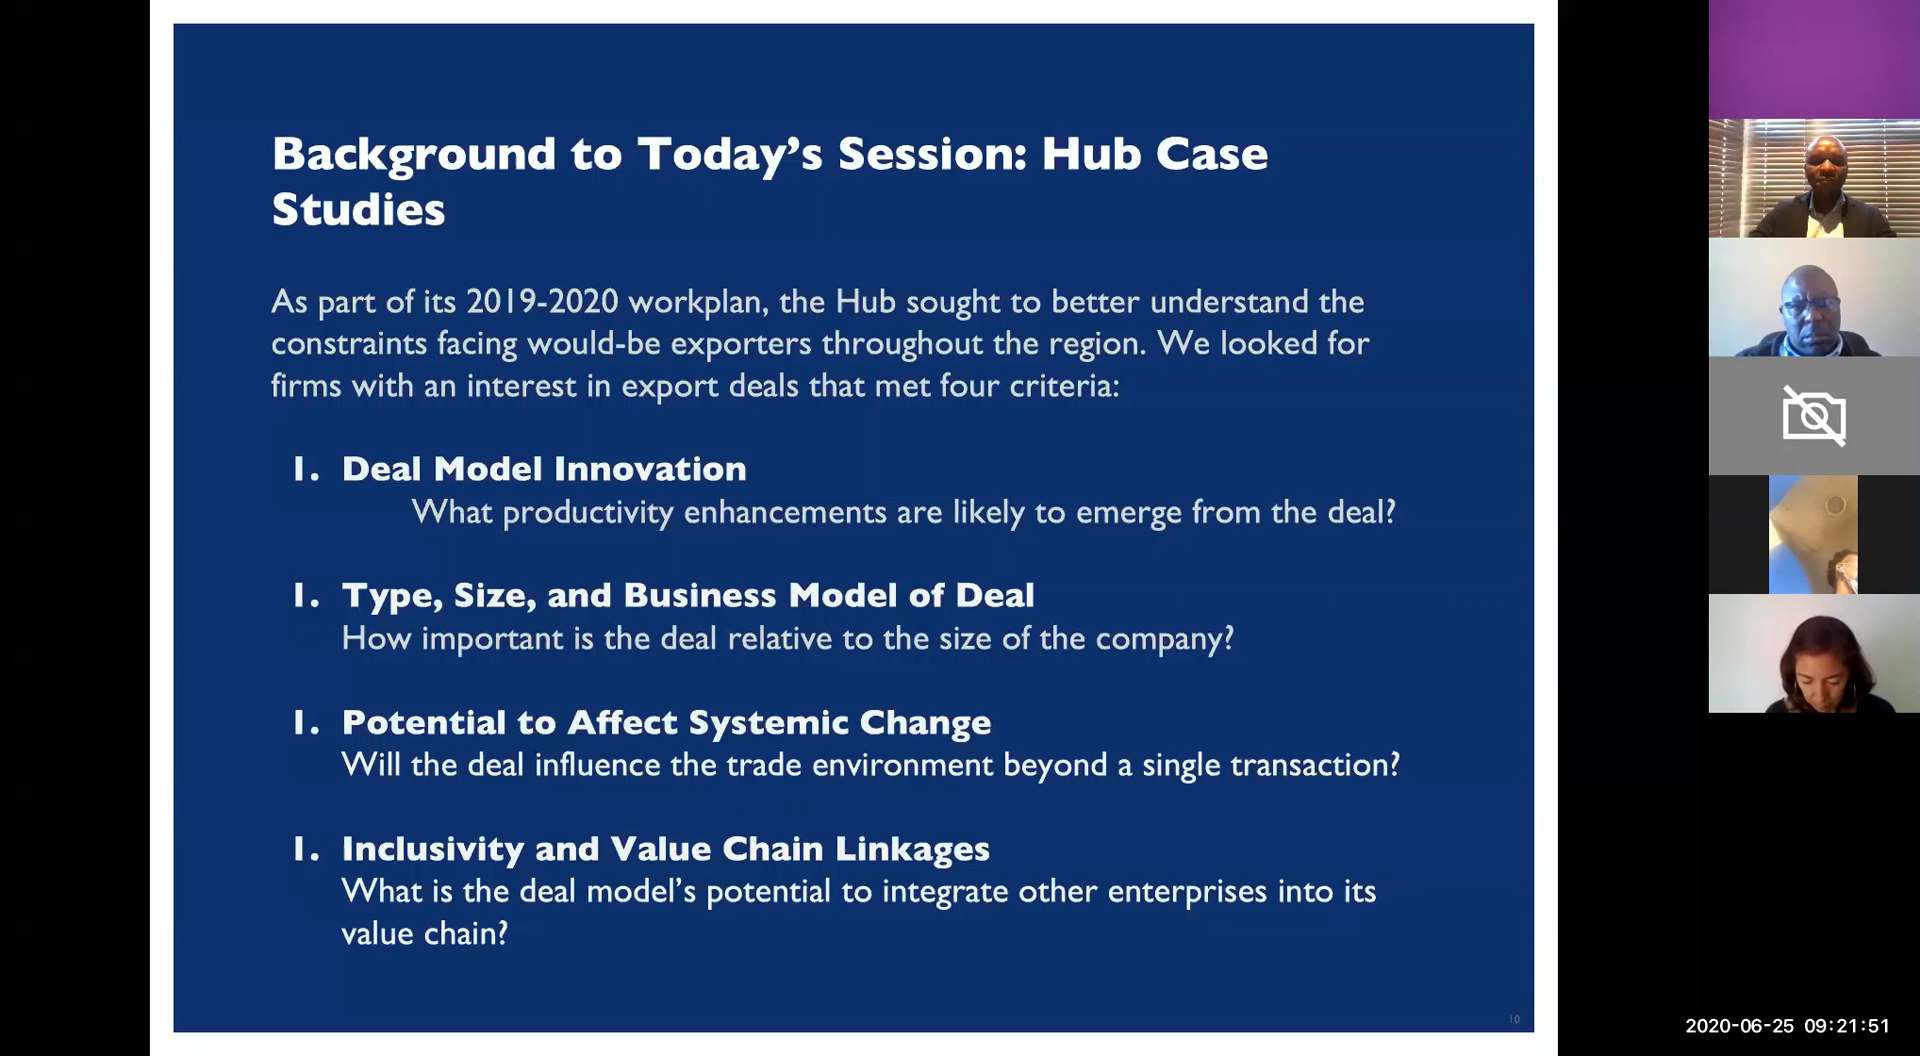 Background to Today's Session: Hub Case
Studies
As part of its 2019-2020 workplan, the Hub sought to better understand the
constraints facing would-be exporters throughout the region. We looked for
firms with an interest in export deals that met four criteria:
1. Deal Model Innovation
What productivity enhancements are likely to emerge from the deal?
1. Type, Size, and Business Model of Deal
How important is the deal relative to the size of the company?
1. Potential to Affect Systemic Change
Will the deal influence the trade environment beyond a single transaction?
1. Inclusivity and Value Chain Linkages
What is the deal model's potential to integrate other enterprises into its
value chain?
10
2020-06-25 09:21:51